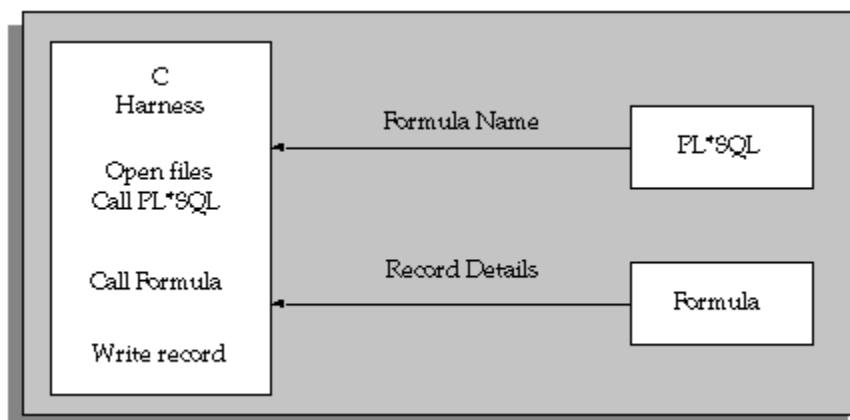 C
Harness
Open files
Call PL*SQL
Call Formula
Write record
Formula Name
PL*SQL
Record Details
Formula